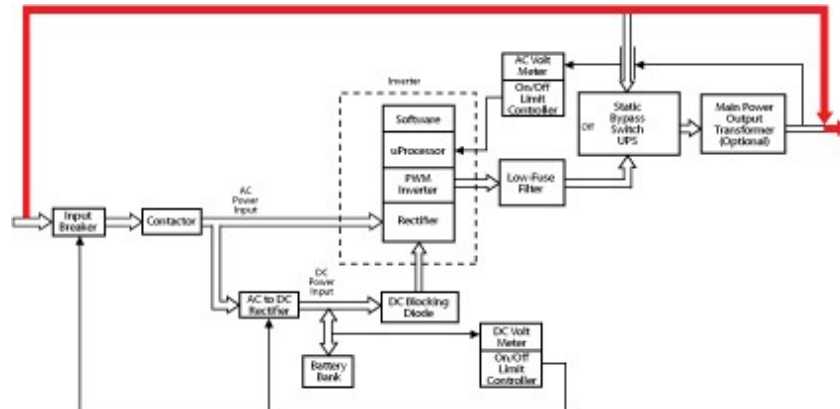 AC Volt
Meter
On/Off
Limit
Controller
Inverter
Software
uProcessor
PWM
Inverter
Rectifier
Off
Static
Bypass
Switch
UPS
Main Power
Output
Transformer
(Optional)
Low-Fuse
Filter
AC
Power
Input
Input
Breaker
Contactor
DC
Power
Input
AC to DC
Rectifier
DC Blocking
Diode
Battery
Bank
DC Volt
Meter
On/Off
Limit
Controller